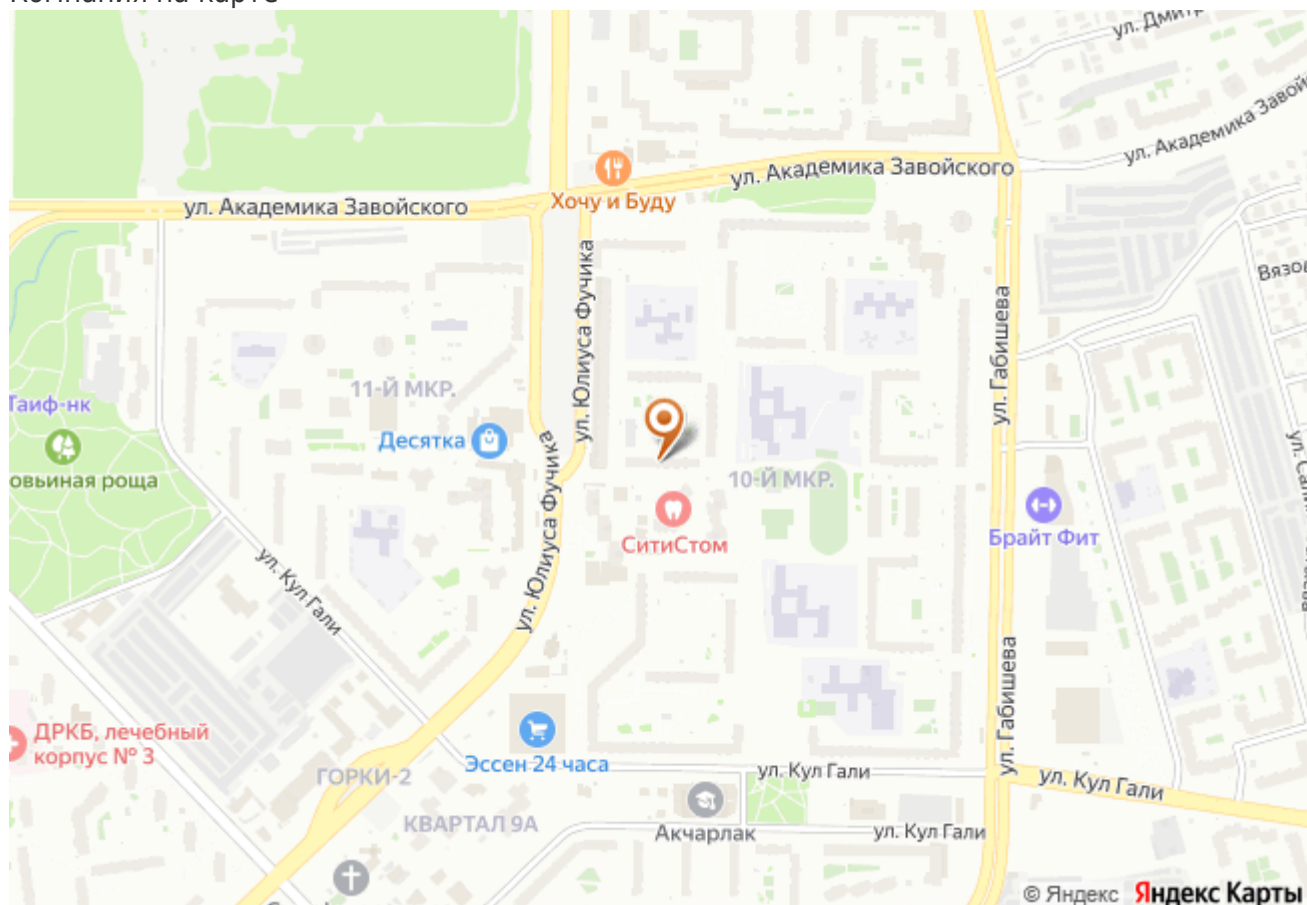 ул. Академика Завойского
Хочу и Буду
ул. Академика Завойского
ул. Академика
ул. Юлиуса Фучика
ул. Габишева
11-Й МКР.
Таиф-нк
Десятка
10-Й МКР.
СитиСтом
Брайт Фит
ул. Юлиуса Фучика
ул. Кул Гали
ул. Габишева
ДРКБ, лечебный
корпус № 3
Эссен 24 часа
ГОРКИ-2
ул. Кул Гали
ул. Кул Гали
КВАРТАЛ 9А
Акчарлак
ул. Кул Гали
© Яндекс Яндекс Карты